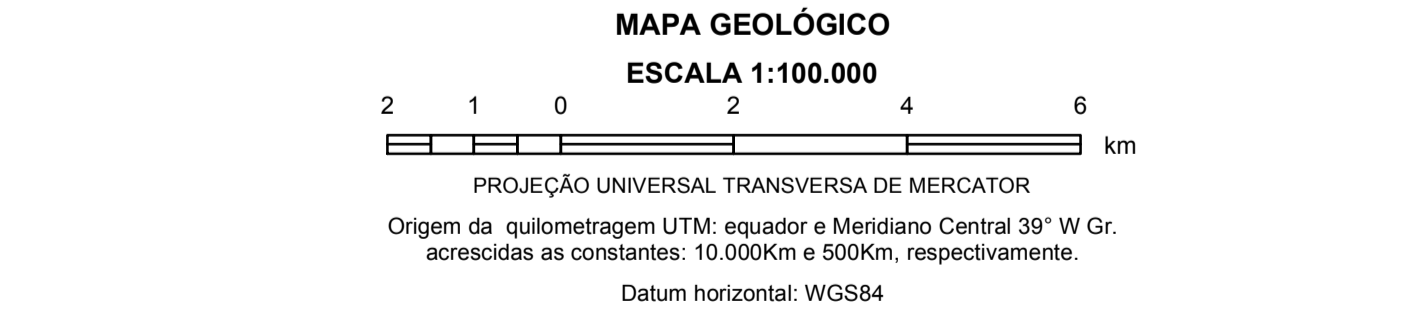 MAPA GEOLÓGICO
ESCALA 1:100.000
2 1 0 2 4 6
km
PROJEÇÃO UNIVERSAL TRANSVERSA DE MERCATOR
Origem da quilometragem UTM: equador e Meridiano Central 39° W Gr.
acrescidas as constantes: 10.000Km e 500Km, respectivamente.
Datum horizontal: WGS84